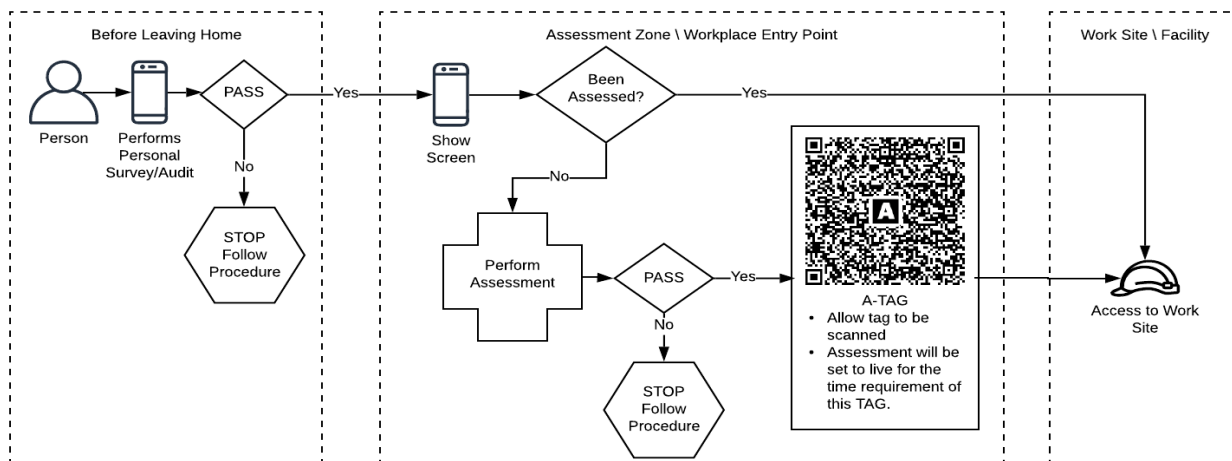 Before Leaving Home
Person
Performs
Personal
Survey/Audit
PASS
Yes
No
STOP
Follow
Procedure
Assessment Zone \ Workplace Entry Point
Show
Screen
Been
Assessed?
Yes
No
Perform
Assessment
PASS
Yes
No
STOP
Follow
Procedure
A
A-TAG
• Allow tag to be
scanned
• Assessment will be
set to live for the
time requirement of
this TAG.
Work Site \ Facility
Access to Work
Site